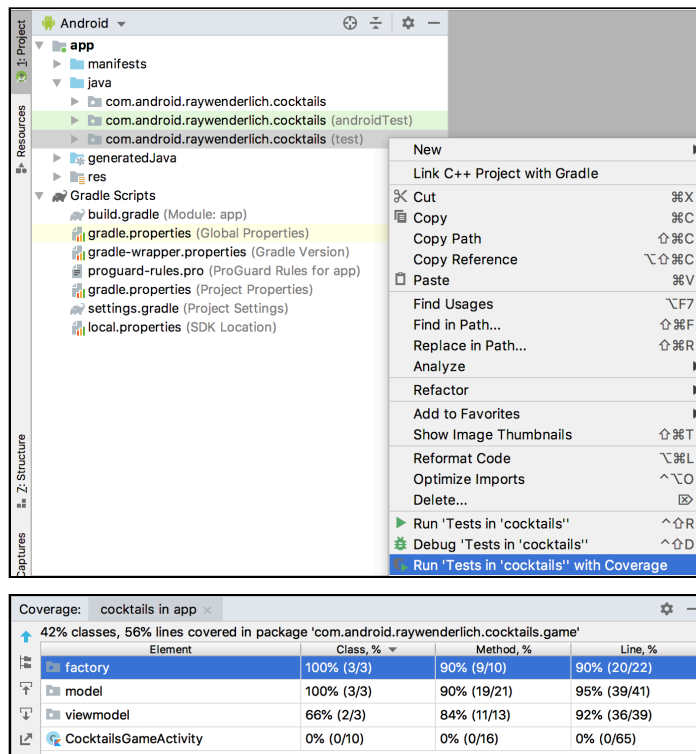 1: Project
Resources
Z: Structure
Captures
Android
app
manifests
java
com.android.raywenderlich.cocktails
com.android.raywenderlich.cocktails (androidTest)
com.android.raywenderlich.cocktails (test)
generatedJava
res
Gradle Scripts
build.gradle (Module: app)
gradle.properties (Global Properties)
gradle-wrapper.properties (Gradle Version)
proguard-rules.pro (ProGuard Rules for app)
gradle.properties (Project Properties)
settings.gradle (Project Settings)
local.properties (SDK Location)
New
Link C++ Project with Gradle
Cut ⌘X
Copy ⌘C
Copy Path ⇧⌘C
Copy Reference ⌥⇧⌘C
Paste ⌘V
Find Usages ⌥F7
Find in Path... ⇧⌘F
Replace in Path... ⇧⌘R
Analyze
Refactor
Add to Favorites
Show Image Thumbnails ⇧⌘T
Reformat Code ⌥⌘L
Optimize Imports ^⌥O
Delete... ⌦
Run 'Tests in 'cocktails'' ^⇧R
Debug 'Tests in 'cocktails'' ^⇧D
Run 'Tests in 'cocktails'' with Coverage
Coverage: cocktails in app
42% classes, 56% lines covered in package 'com.android.raywenderlich.cocktails.game'
Element Class, % Method, % Line, %
factory 100% (3/3) 90% (9/10) 90% (20/22)
model 100% (3/3) 90% (19/21) 95% (39/41)
viewmodel 66% (2/3) 84% (11/13) 92% (36/39)
CocktailsGameActivity 0% (0/10) 0% (0/16) 0% (0/65)